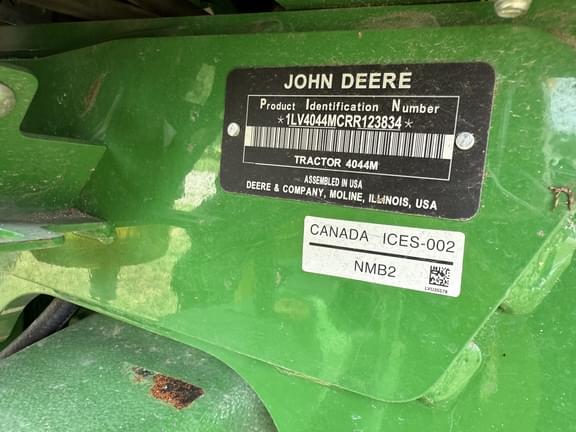 JOHN DEERE
Product Identification Number
*1LV4044MCRR123834*
TRACTOR 4044M
ASSEMBLED IN USA
DEERE & COMPANY, MOLINE, ILLINOIS, USA
CANADA ICES-002
NMB2